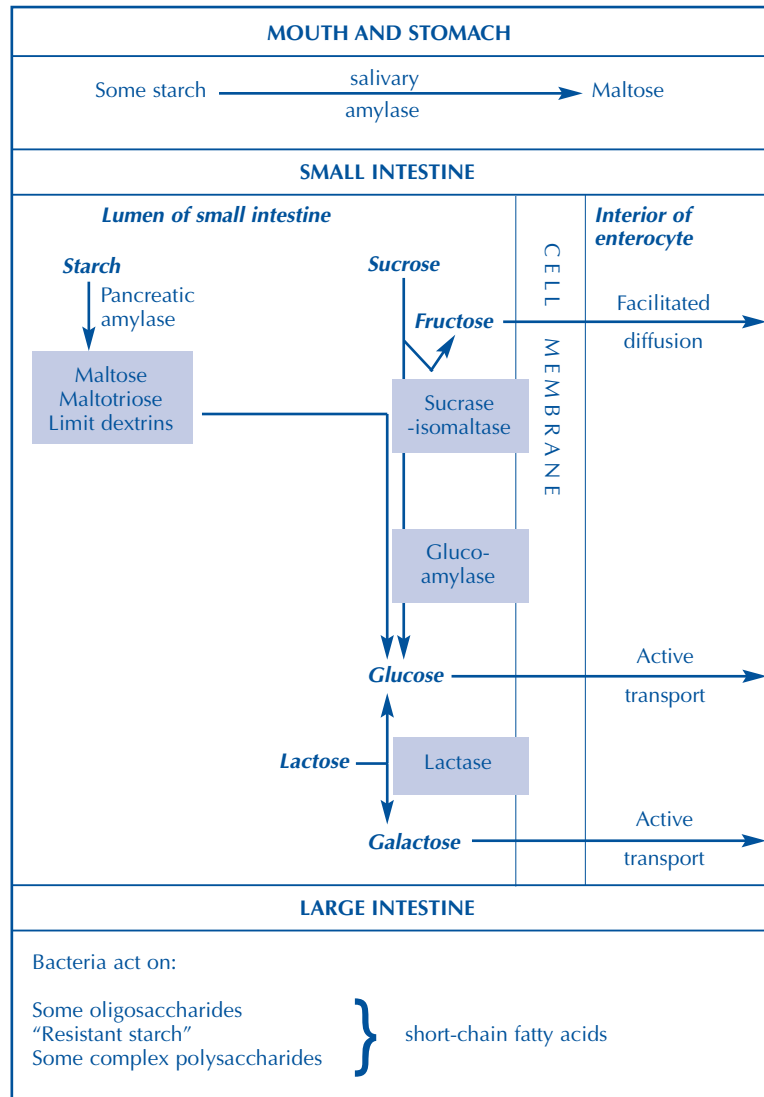 MOUTH AND STOMACH
Some starch
salivary
amylase
Maltose
SMALL INTESTINE
Lumen of small intestine
CELL MEMBRANE
Interior of
enterocyte
Starch
Pancreatic
amylase
Maltose
Maltotriose
Limit dextrins
Sucrose
Fructose
Facilitated
diffusion
Sucrase
-isomaltase
Gluco-
amylase
Glucose
Active
transport
Lactose
Lactase
Galactose
Active
transport
LARGE INTESTINE
Bacteria act on:
Some oligosaccharides
“Resistant starch”
Some complex polysaccharides
} short-chain fatty acids